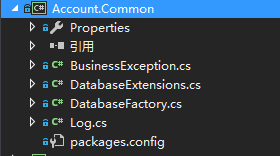 Account.Common
Properties
引用
BusinessException.cs
DatabaseExtensions.cs
DatabaseFactory.cs
Log.cs
packages.config